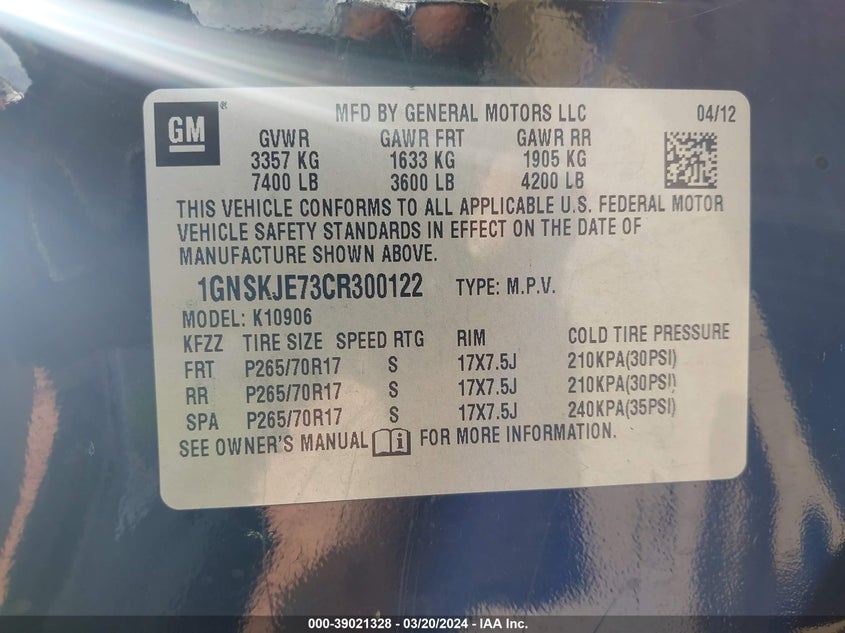 GM ® MFD BY GENERAL MOTORS LLC 04/12
GVWR GAWR FRT GAWR RR
3357 KG 1633 KG 1905 KG
7400 LB 3600 LB 4200 LB
THIS VEHICLE CONFORMS TO ALL APPLICABLE U.S. FEDERAL MOTOR
VEHICLE SAFETY STANDARDS IN EFFECT ON THE DATE OF
MANUFACTURE SHOWN ABOVE.
1GNSKJE73CR300122 TYPE: M.P.V.
MODEL: K10906
KFZZ TIRE SIZE SPEED RTG RIM COLD TIRE PRESSURE
FRT P265/70R17 S 17X7.5J 210KPA(30PSI)
RR P265/70R17 S 17X7.5J 210KPA(30PSI)
SPA P265/70R17 S 17X7.5J 240KPA(35PSI)
SEE OWNER'S MANUAL i FOR MORE INFORMATION.
000-39021328 - 03/20/2024 - IAA Inc.